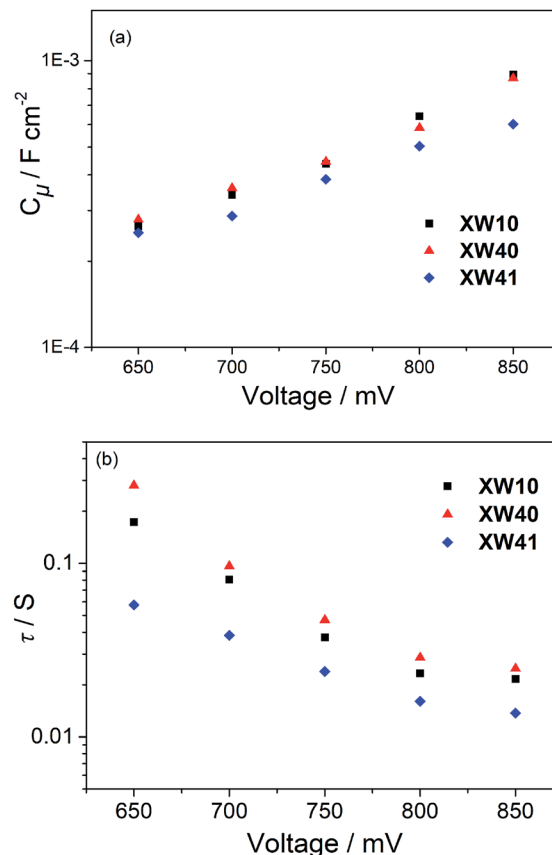 (a)
1E-3
C𝜇 / F cm⁻²
XW10
XW40
XW41
1E-4
650 700 750 800 850
Voltage / mV
(b)
XW10
XW40
XW41
0.1
τ / S
0.01
650 700 750 800 850
Voltage / mV